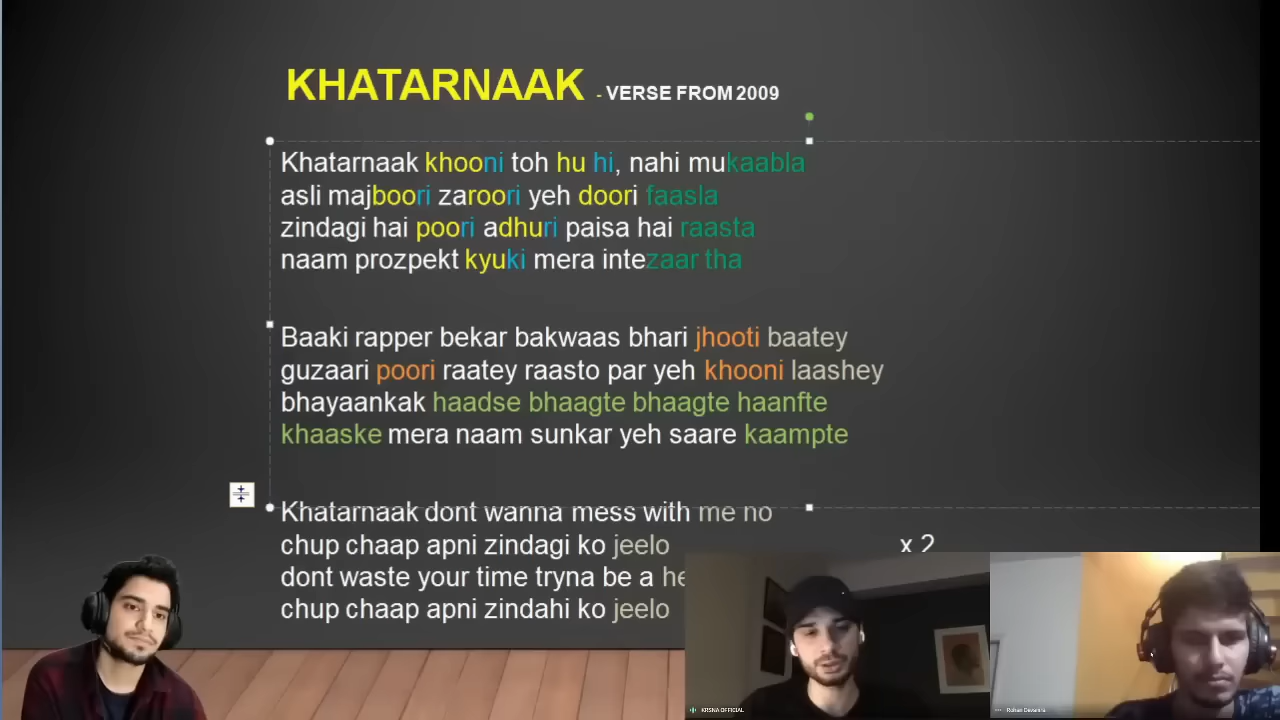 KHATARNAAK - VERSE FROM 2009
Khatarnaak khooni toh hu hi, nahi mukaabla
asli majboori zaroori yeh doori faasla
zindagi hai poori adhuri paisa hai raasta
naam prozpekt kyuki mera intezaar tha
Baaki rapper bekar bakwaas bhari jhooti baatey
guzaari poori raatey raasto par yeh khooni laashey
bhayaankak haadse bhaagte bhaagte haanfte
khaaske mera naam sunkar yeh saare kaampte
Khatarnaak dont wanna mess with me no
chup chaap apni zindagi ko jeelo x 2
dont waste your time tryna be a he
chup chaap apni zindahi ko jeelo
KRSNA OFFICIAL
Rohan